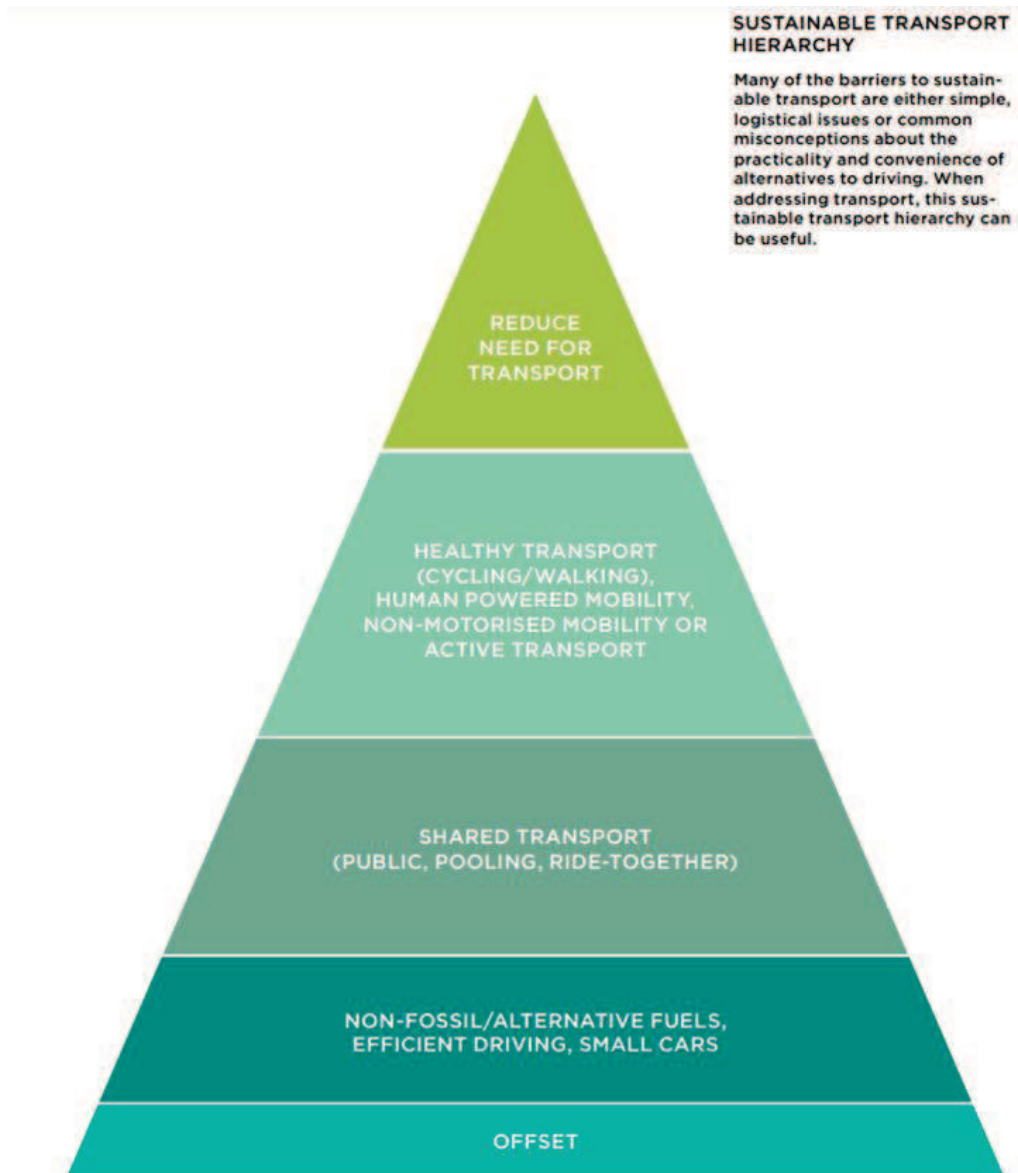 SUSTAINABLE TRANSPORT
HIERARCHY
Many of the barriers to sustain-
able transport are either simple,
logistical issues or common
misconceptions about the
practicality and convenience of
alternatives to driving. When
addressing transport, this sus-
tainable transport hierarchy can
be useful.
REDUCE
NEED FOR
TRANSPORT
HEALTHY TRANSPORT
(CYCLING/WALKING),
HUMAN POWERED MOBILITY,
NON-MOTORISED MOBILITY OR
ACTIVE TRANSPORT
SHARED TRANSPORT
(PUBLIC, POOLING, RIDE-TOGETHER)
NON-FOSSIL/ALTERNATIVE FUELS,
EFFICIENT DRIVING, SMALL CARS
OFFSET